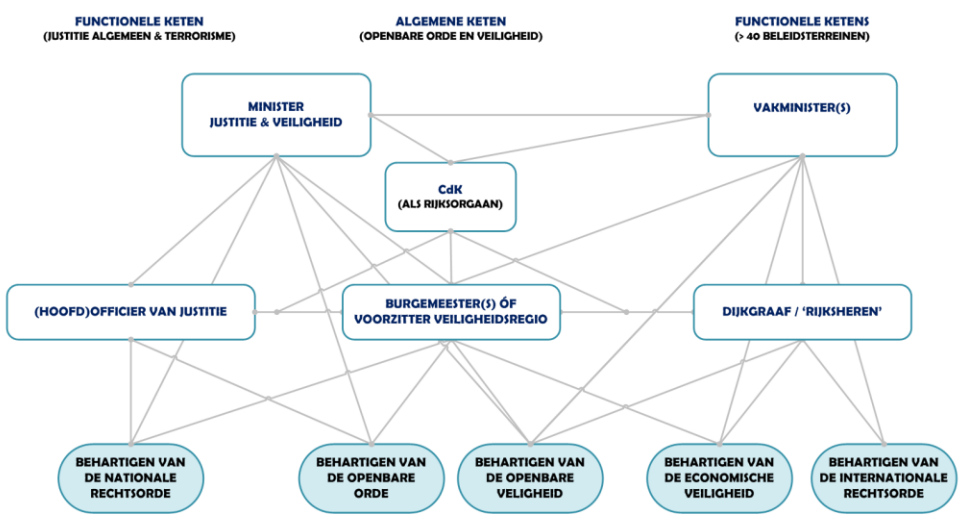 FUNCTIONELE KETEN
(JUSTITIE ALGEMEEN & TERRORISME)
ALGEMENE KETEN
(OPENBARE ORDE EN VEILIGHEID)
FUNCTIONELE KETENS
(> 40 BELEIDSTERREINEN)
MINISTER
JUSTITIE & VEILIGHEID
VAKMINISTER(S)
CdK
(ALS RIJKSORGAAN)
(HOOFD)OFFICIER VAN JUSTITIE
BURGEMEESTER(S) ÓF
VOORZITTER VEILIGHEIDSREGIO
DIJKGRAAF / ‘RIJKSHEREN’
BEHARTIGEN VAN
DE NATIONALE
RECHTSORDE
BEHARTIGEN VAN
DE OPENBARE
ORDE
BEHARTIGEN VAN
DE OPENBARE
VELIGHEID
BEHARTIGEN VAN
DE ECONOMISCHE
VEILIGHEID
BEHARTIGEN VAN
DE INTERNATIONALE
RECHTSORDE